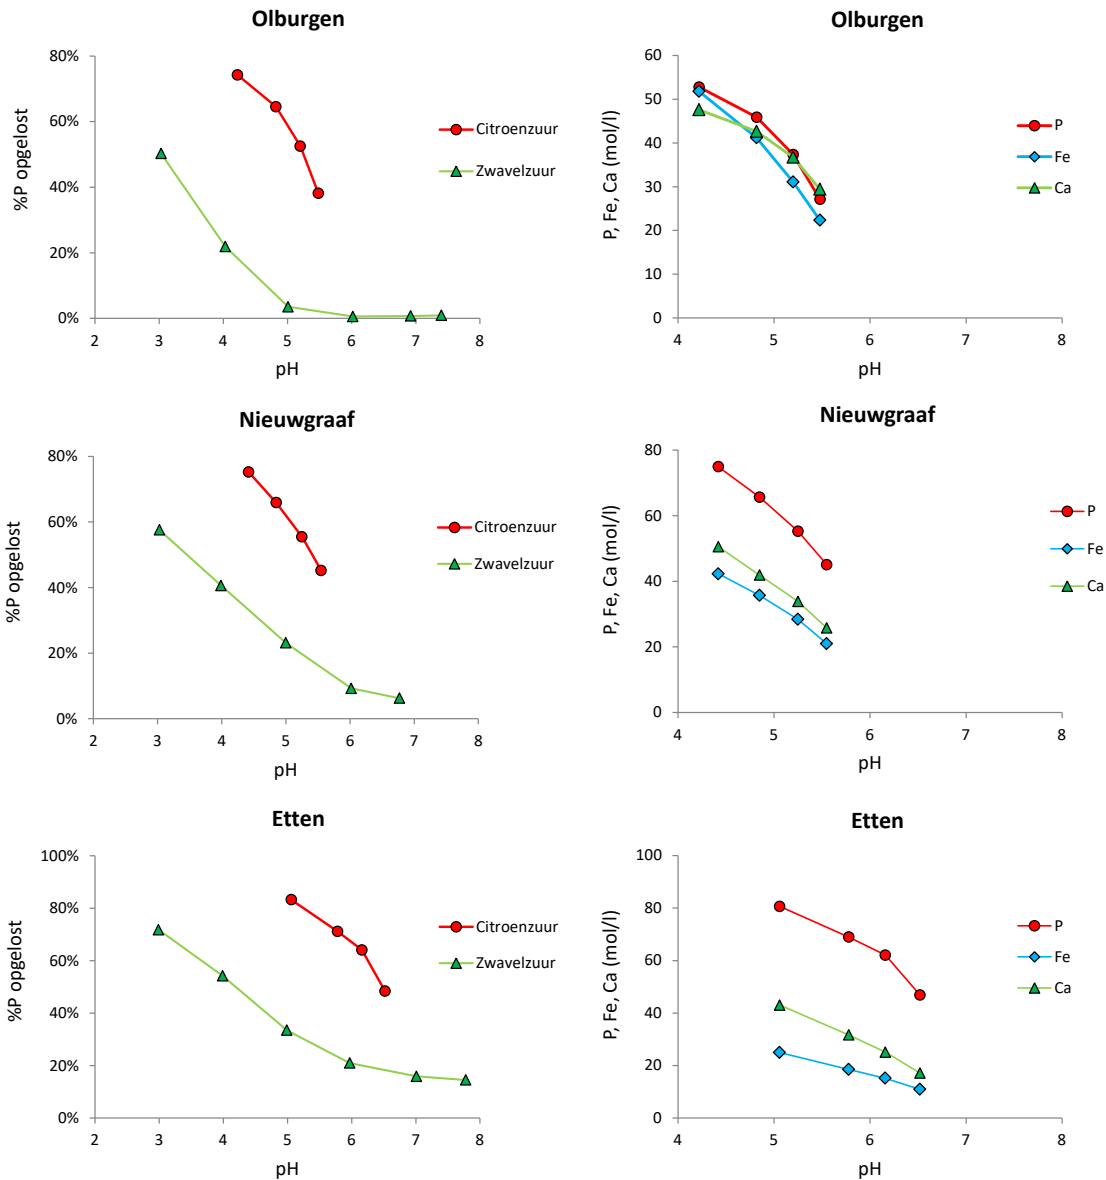 Olburgen
80%
60%
40%
20%
0%
2 3 4 5 6 7 8
%P opgelost
pH
Citroenzuur
Zwavelzuur
Olburgen
60
50
40
30
20
10
0
4 5 6 7 8
P, Fe, Ca (mol/l)
pH
P
Fe
Ca
Nieuwgraaf
80%
60%
40%
20%
0%
2 3 4 5 6 7 8
%P opgelost
pH
Citroenzuur
Zwavelzuur
Nieuwgraaf
80
60
40
20
0
4 5 6 7 8
P, Fe, Ca (mol/l)
pH
P
Fe
Ca
Etten
100%
80%
60%
40%
20%
0%
2 3 4 5 6 7 8
%P opgelost
pH
Citroenzuur
Zwavelzuur
Etten
100
80
60
40
20
0
4 5 6 7 8
P, Fe, Ca (mol/l)
pH
P
Fe
Ca